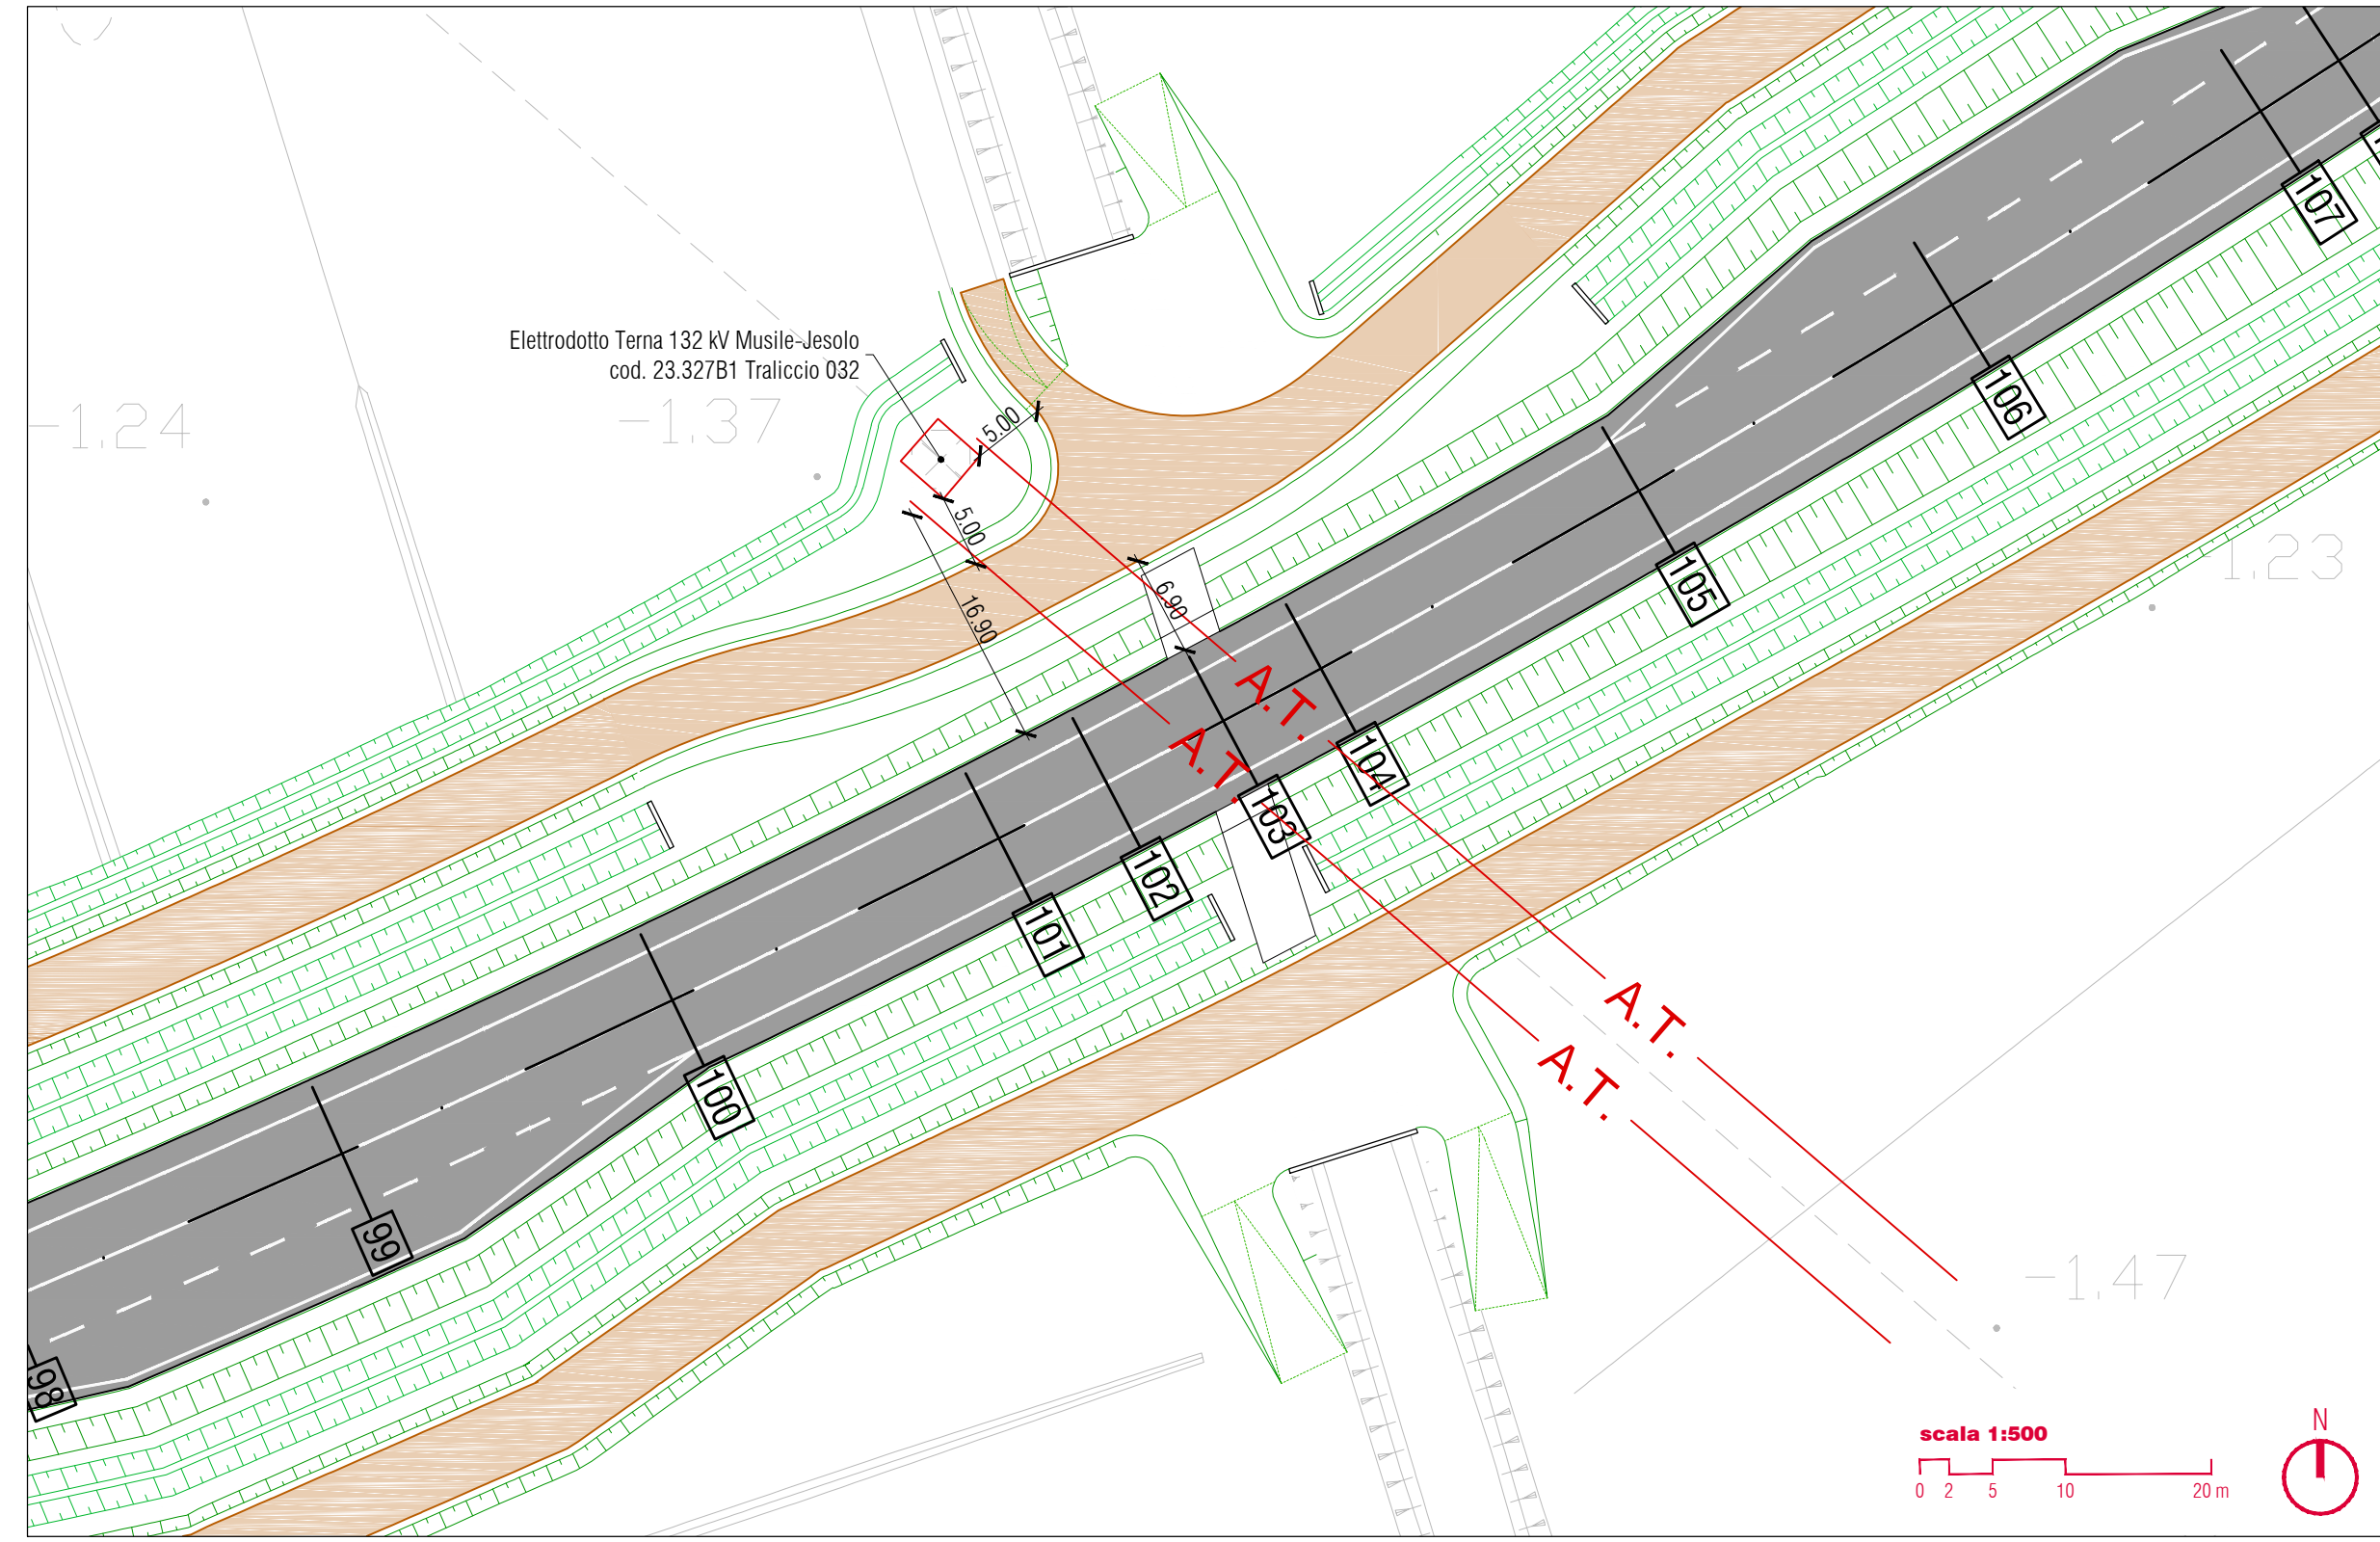 107
Elettrodotto Terna 132 kV Musile-Jesolo
cod. 23.327B1 Traliccio 032
-1.24
-1.37
5.00
106
5.00
1.23
105
6.90
16.90
A.T.
A.T.
104
103
102
101
A.T.
A.T.
100
99
-1.47
98
scala 1:500
N
0 2 5 10 20 m